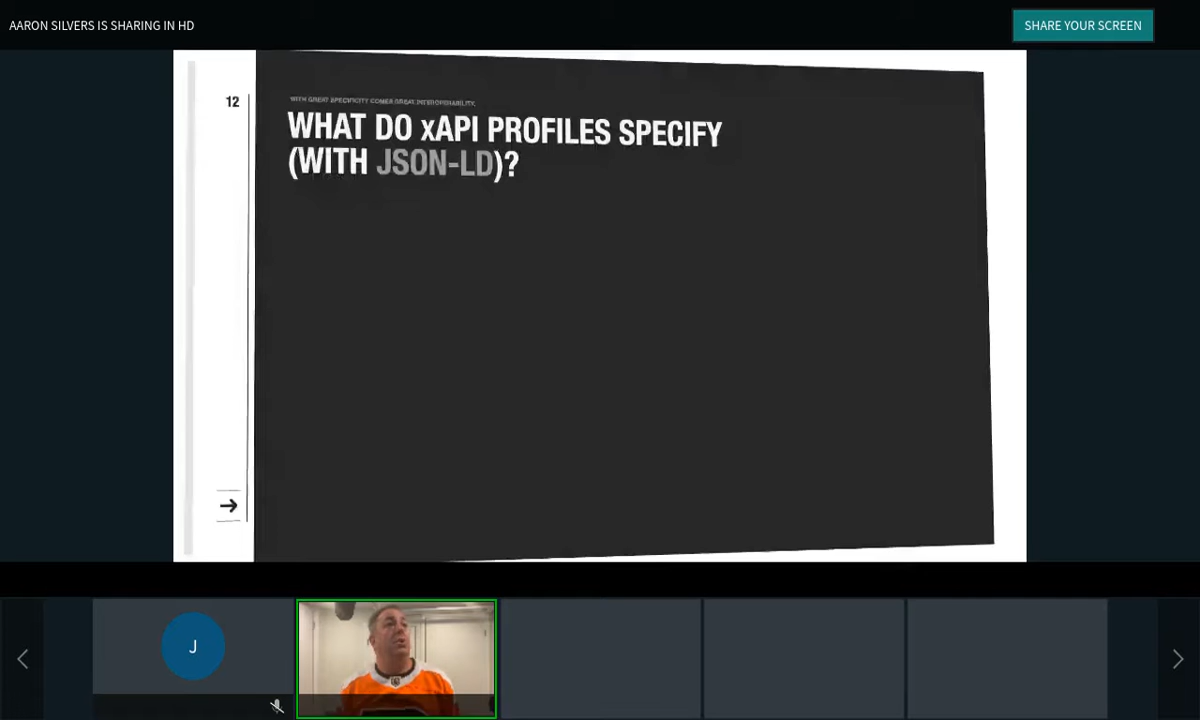 AARON SILVERS IS SHARING IN HD
SHARE YOUR SCREEN
12
WITH GREAT SPECIFICITY COMES GREAT INTEROPERABILITY.
WHAT DO xAPI PROFILES SPECIFY
(WITH JSON-LD)?
J